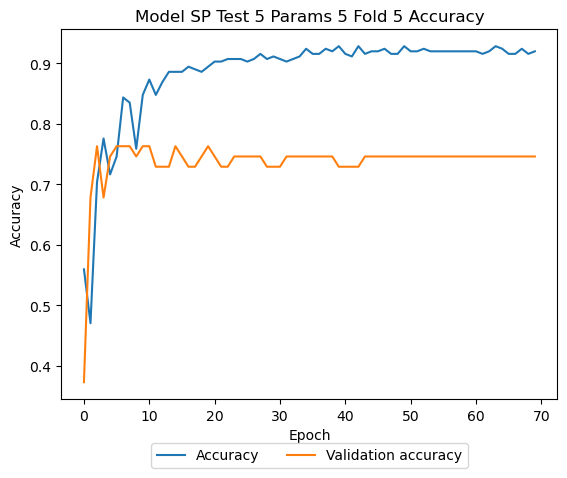 Model SP Test 5 Params 5 Fold 5 Accuracy
Accuracy
0.9
0.8
0.7
0.6
0.5
0.4
0 10 20 30 40 50 60 70
Epoch
Accuracy Validation accuracy